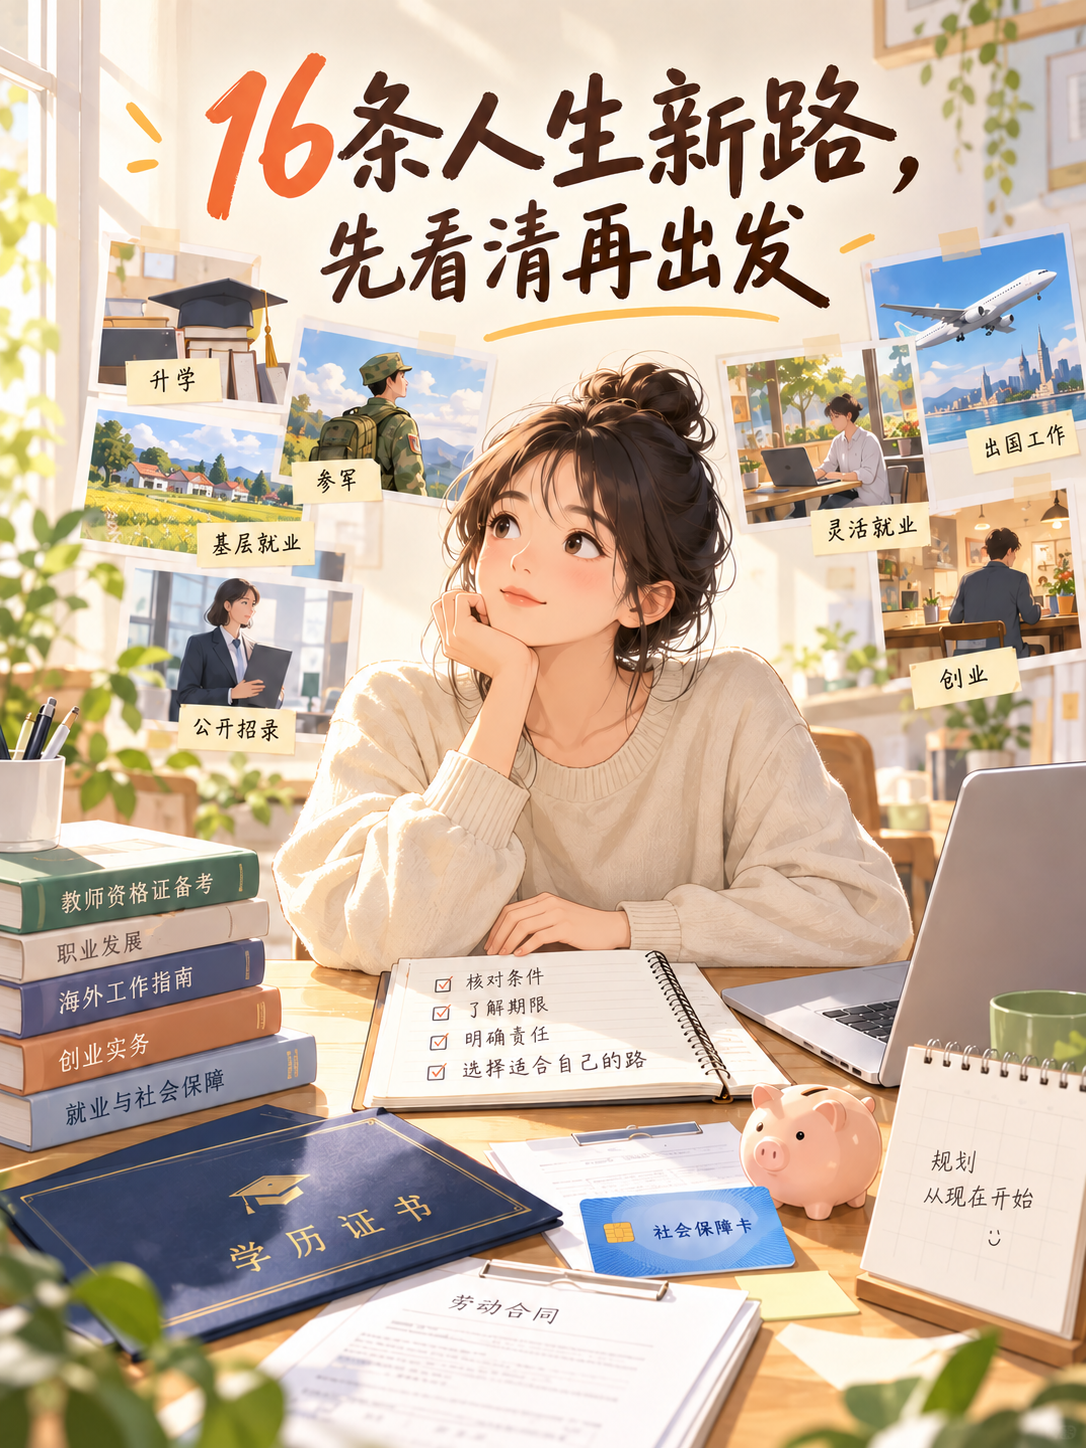 16条人生新路，
先看清再出发
升学
参军
基层就业
公开招录
出国工作
灵活就业
创业
教师资格证备考
职业发展
海外工作指南
创业实务
就业与社会保障
核对条件
了解期限
明确责任
选择适合自己的路
学历证书
社会保障卡
劳动合同
规划
从现在开始